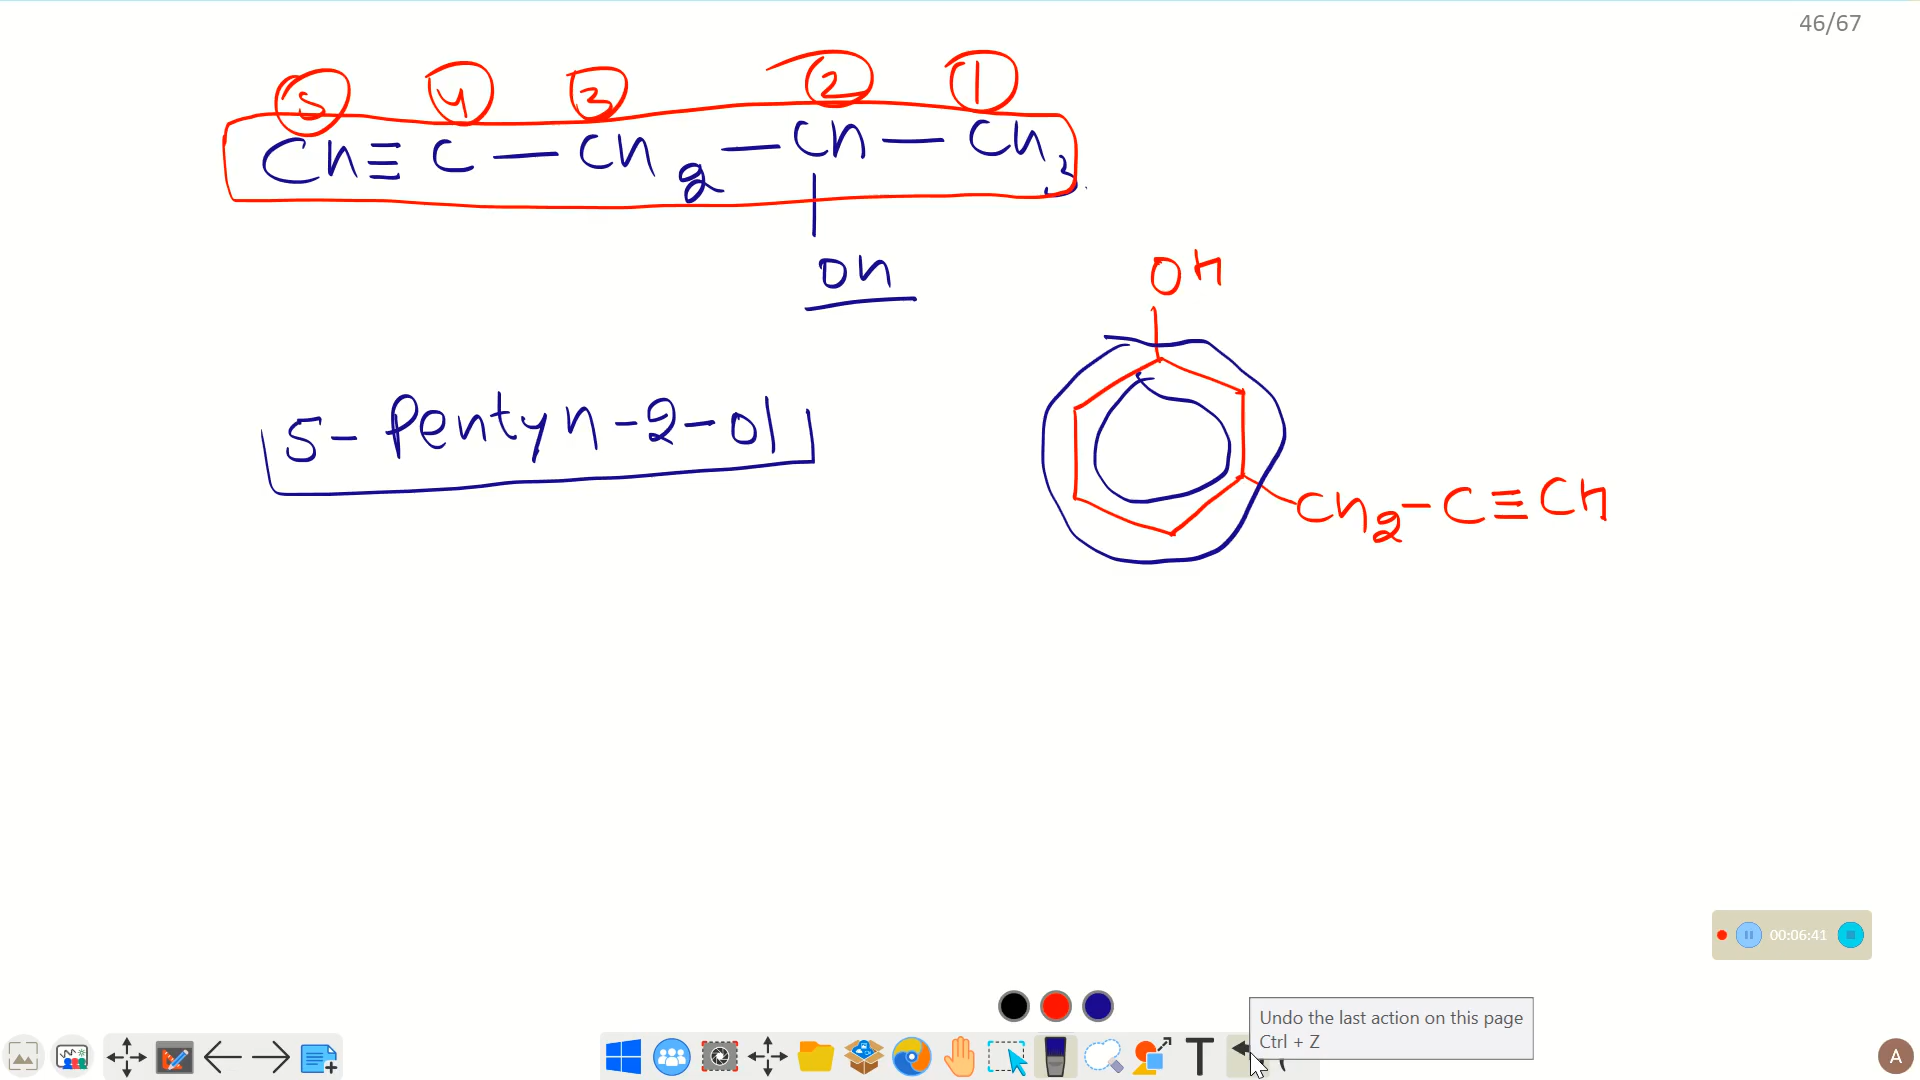 46/67
5 4 3 2 1
CH≡C—CH2—CH—CH3
OH
OH
5-Pentyn-2-ol
CH2-C≡CH
00:06:41
Undo the last action on this page
Ctrl + Z
T
A